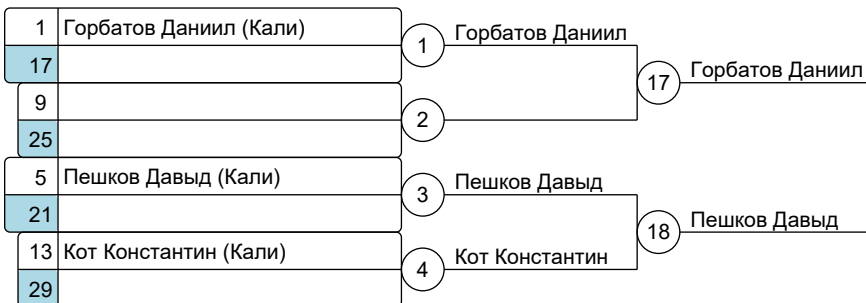 1 Горбатов Даниил (Кали)
17
9
25
5 Пешков Давыд (Кали)
21
13 Кот Константин (Кали)
29
1 Горбатов Даниил
2
3 Пешков Давыд
4 Кот Константин
17 Горбатов Даниил
18 Пешков Давыд